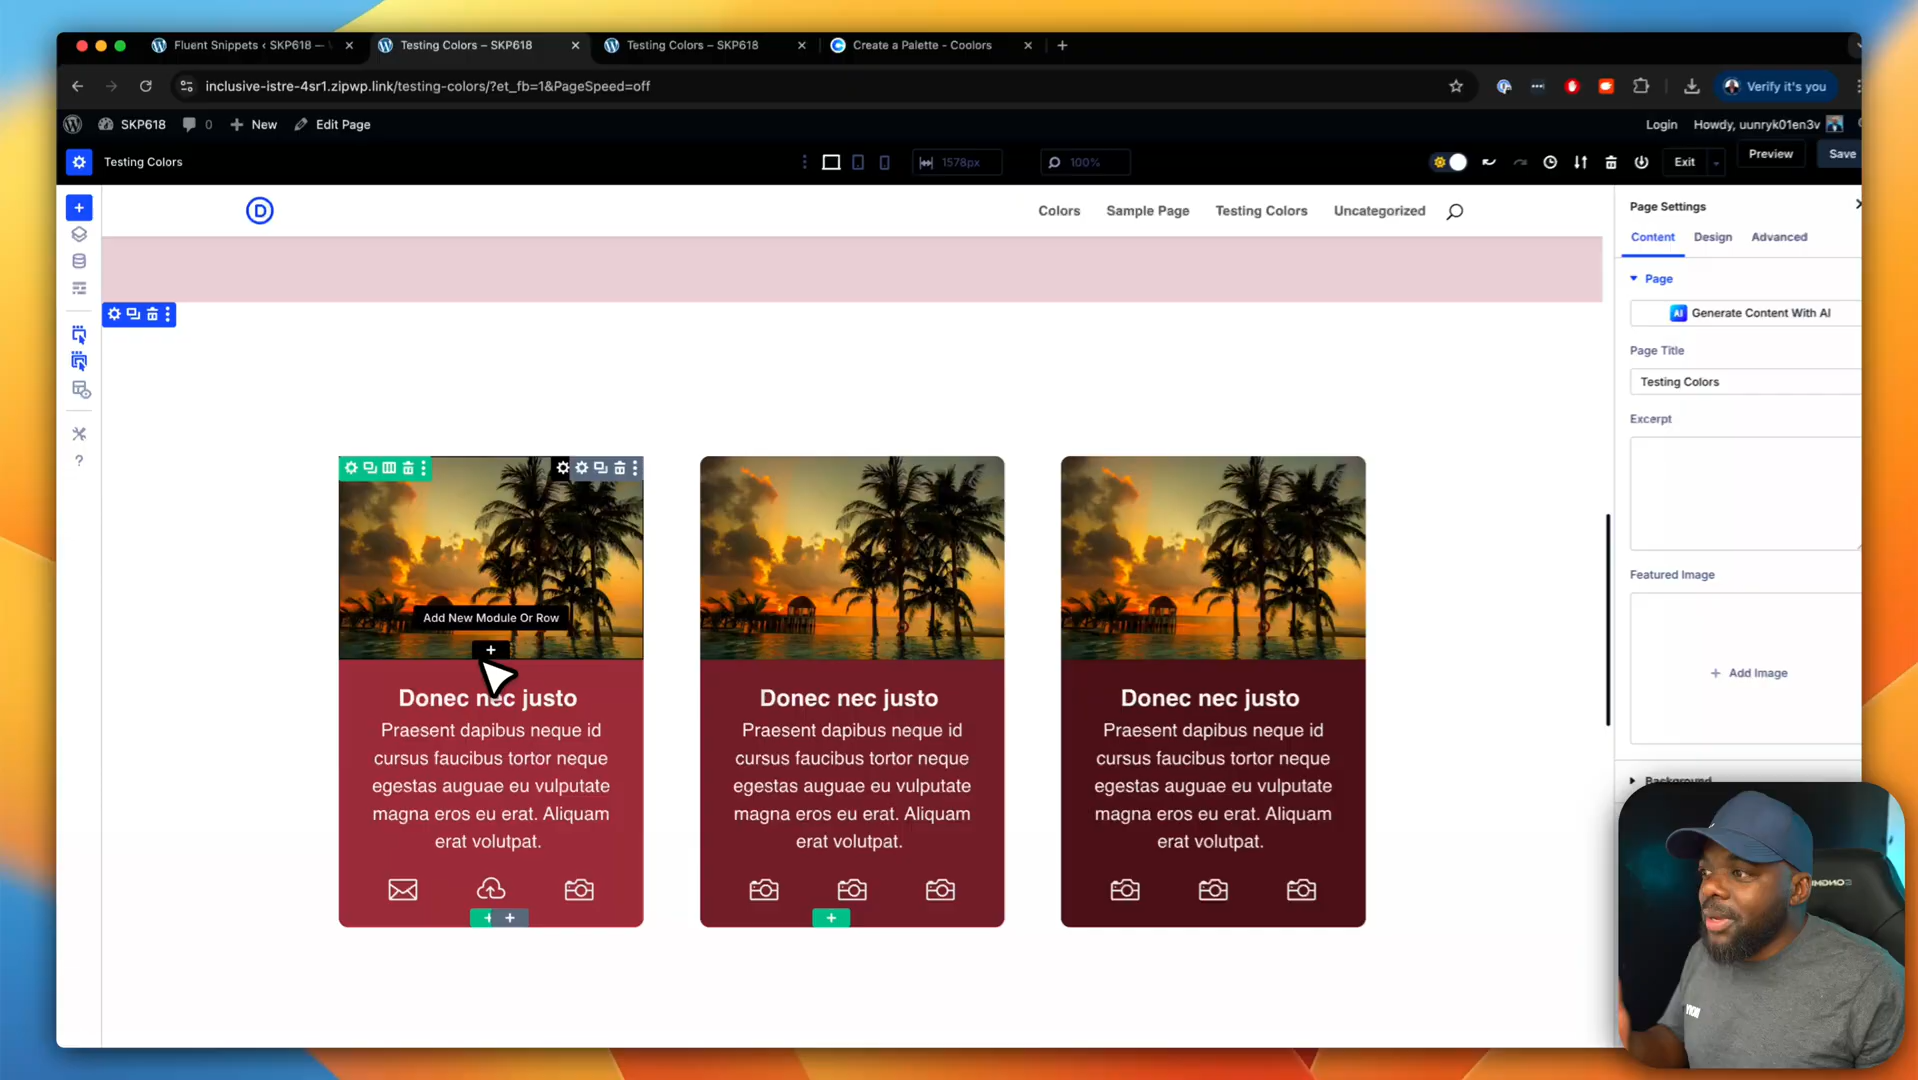 Fluent Snippets ‹ SKP618 —
Testing Colors – SKP618
Testing Colors – SKP618
Create a Palette - Coolors
inclusive-istre-4sr1.zipwp.link/testing-colors/?et_fb=1&PageSpeed=off
Verify it's you
SKP618
0
New
Edit Page
Login
Howdy, uunryk01en3v
Testing Colors
1578px
100%
Exit
Preview
Save
D
Colors
Sample Page
Testing Colors
Uncategorized
Page Settings
Content
Design
Advanced
Page
AI
Generate Content With AI
Page Title
Testing Colors
Excerpt
Featured Image
Add Image
Background
Add New Module Or Row
Donec nec justo
Praesent dapibus neque id
cursus faucibus tortor neque
egestas auguae eu vulputate
magna eros eu erat. Aliquam
erat volutpat.
Donec nec justo
Praesent dapibus neque id
cursus faucibus tortor neque
egestas auguae eu vulputate
magna eros eu erat. Aliquam
erat volutpat.
Donec nec justo
Praesent dapibus neque id
cursus faucibus tortor neque
egestas auguae eu vulputate
magna eros eu erat. Aliquam
erat volutpat.